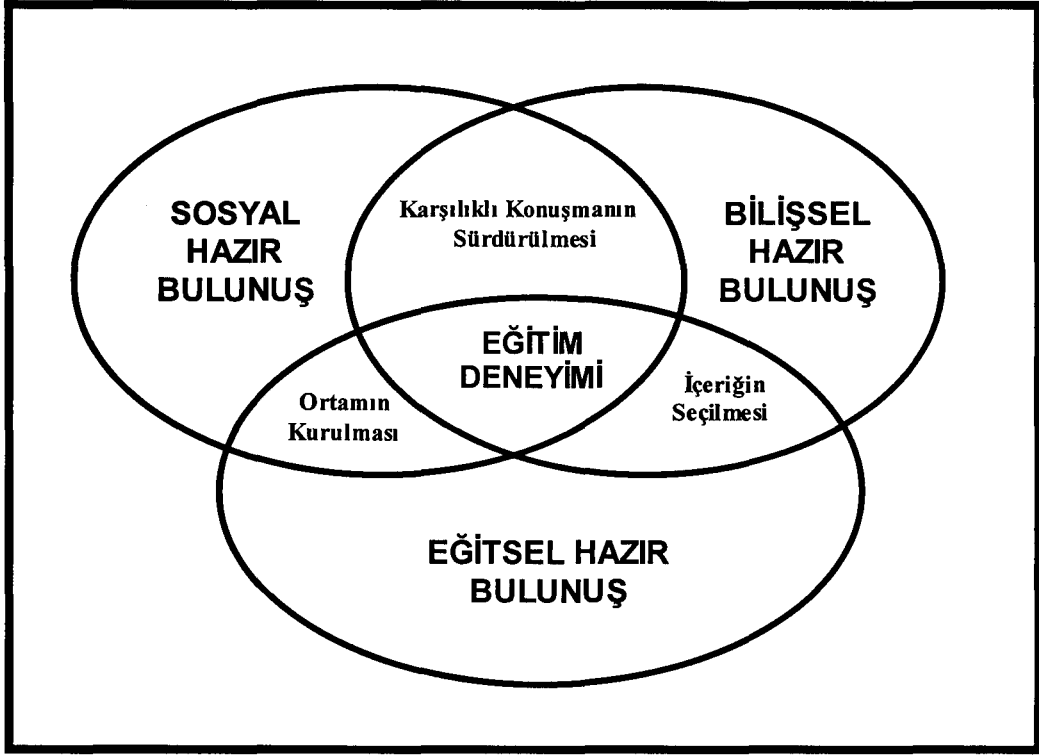 SOSYAL
HAZIR
BULUNUŞ
Karşılıklı Konuşmanın
Sürdürülmesi
BİLİŞSEL
HAZIR
BULUNUŞ
EĞİTİM
DENEYİMİ
Ortamın
Kurulması
İçeriğin
Seçilmesi
EĞİTSEL HAZIR
BULUNUŞ